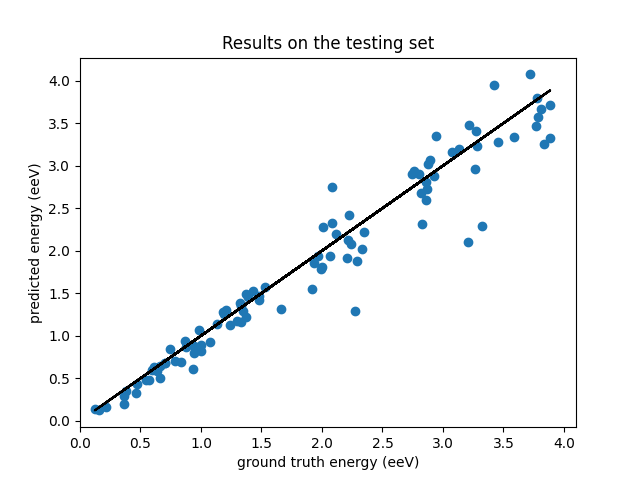 Results on the testing set
predicted energy (eeV)
4.0
3.5
3.0
2.5
2.0
1.5
1.0
0.5
0.0
0.0 0.5 1.0 1.5 2.0 2.5 3.0 3.5 4.0
ground truth energy (eeV)